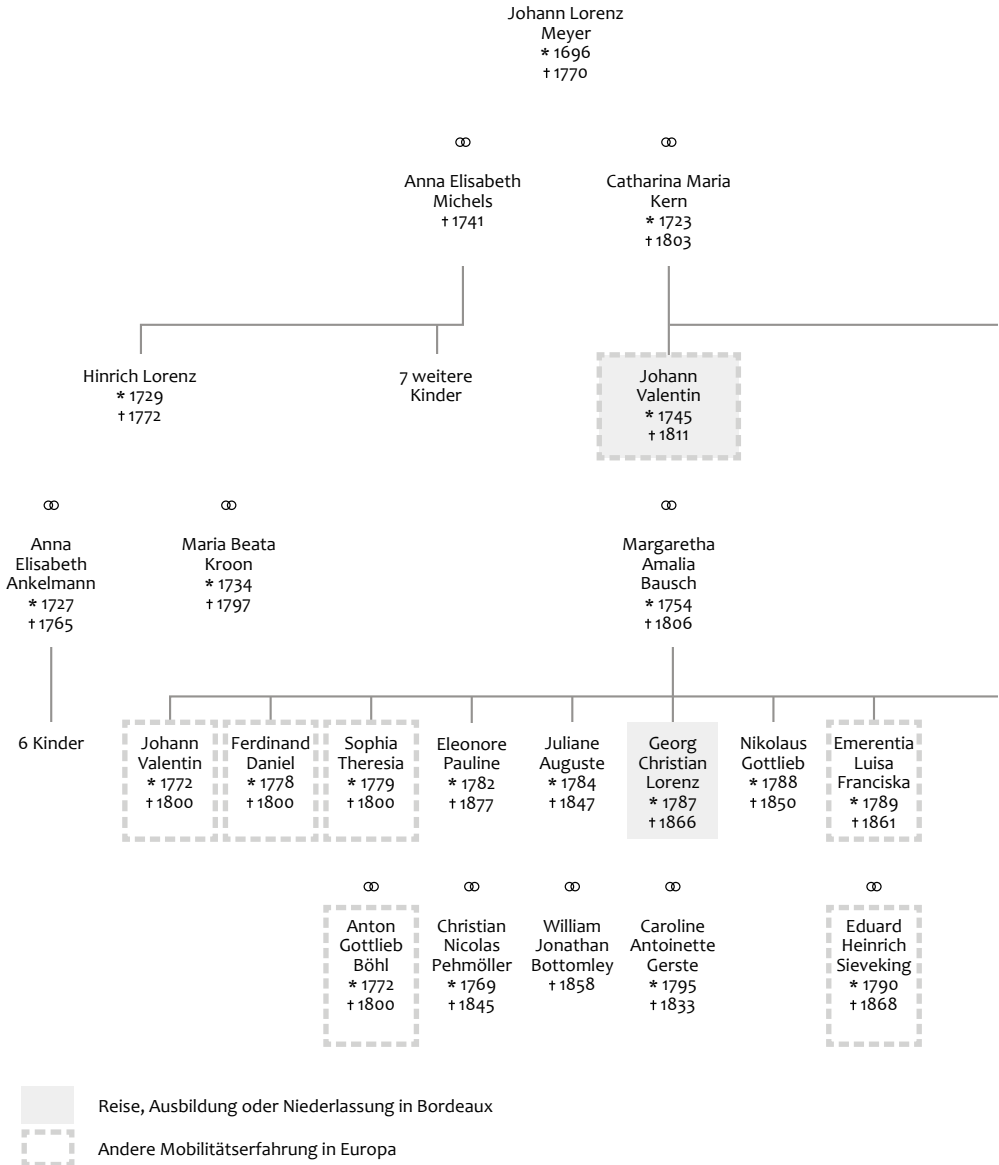 Johann Lorenz
Meyer
* 1696
† 1770
⚭
Anna Elisabeth
Michels
† 1741
⚭
Catharina Maria
Kern
* 1723
† 1803
Hinrich Lorenz
* 1729
† 1772
7 weitere
Kinder
Johann
Valentin
* 1745
† 1811
⚭
Anna
Elisabeth
Ankelmann
* 1727
† 1765
⚭
Maria Beata
Kroon
* 1734
† 1797
⚭
Margaretha
Amalia
Bausch
* 1754
† 1806
6 Kinder
Johann
Valentin
* 1772
† 1800
Ferdinand
Daniel
* 1778
† 1800
Sophia
Theresia
* 1779
† 1800
Eleonore
Pauline
* 1782
† 1877
Juliane
Auguste
* 1784
† 1847
Georg
Christian
Lorenz
* 1787
† 1866
Nikolaus
Gottlieb
* 1788
† 1850
Emerentia
Luisa
Franciska
* 1789
† 1861
⚭
Anton
Gottlieb
Böhl
* 1772
† 1800
⚭
Christian
Nicolas
Pehmöller
* 1769
† 1845
⚭
William
Jonathan
Bottomley
† 1858
⚭
Caroline
Antoinette
Gerste
* 1795
† 1833
⚭
Eduard
Heinrich
Sieveking
* 1790
† 1868
Reise, Ausbildung oder Niederlassung in Bordeaux
Andere Mobilitätserfahrung in Europa